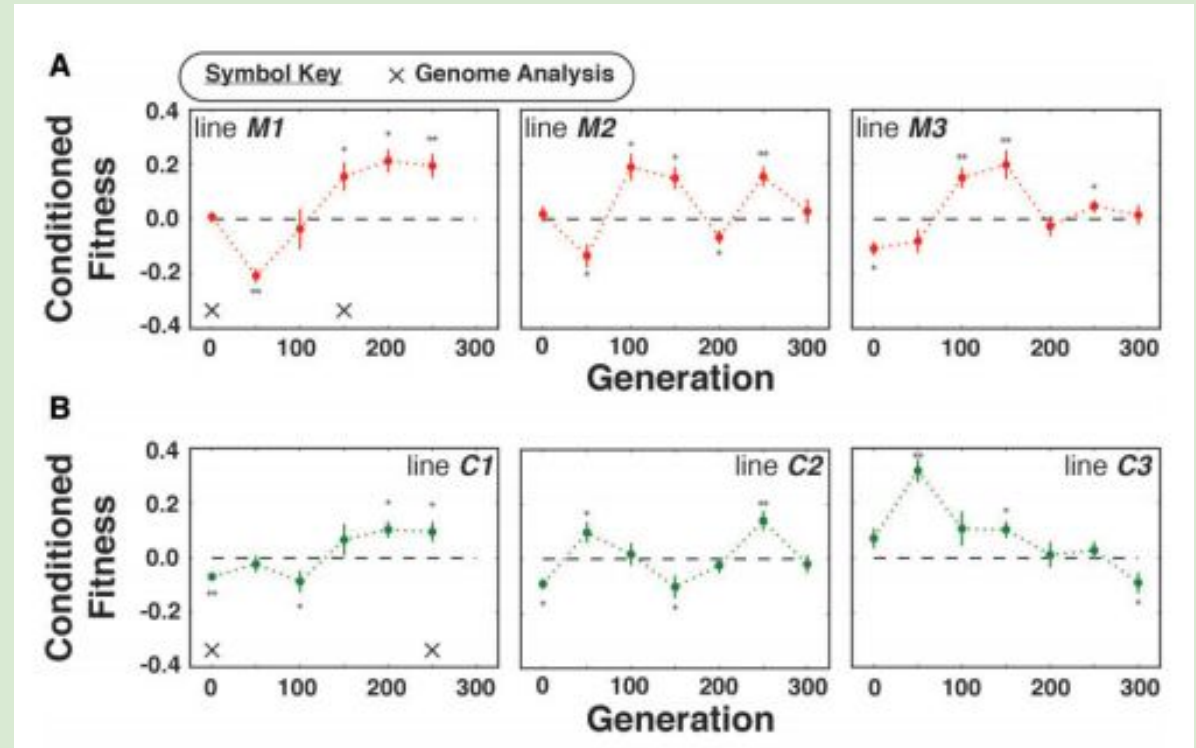 A
Symbol Key × Genome Analysis
Conditioned
Fitness
0.4
0.2
0.0
-0.2
-0.4
line M1
line M2
line M3
0 100 200 300
0 100 200 300
0 100 200 300
Generation
B
Conditioned
Fitness
0.4
0.2
0.0
-0.2
-0.4
line C1
line C2
line C3
0 100 200 300
0 100 200 300
0 100 200 300
Generation